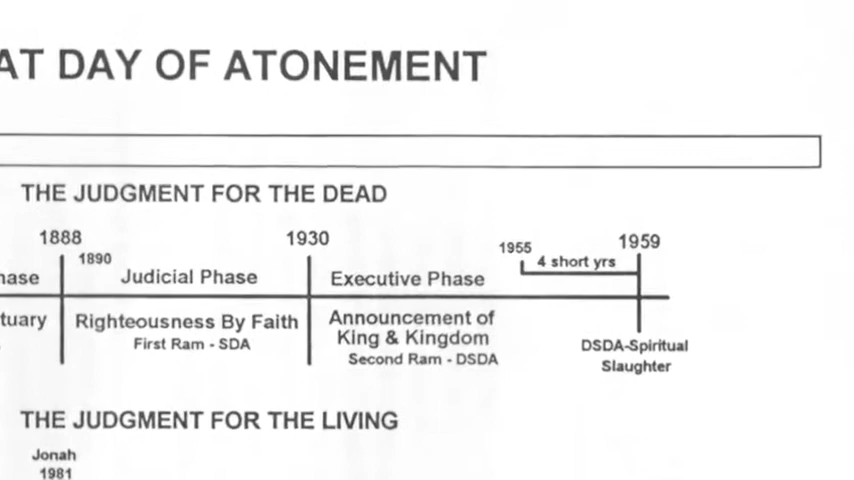 AT DAY OF ATONEMENT
THE JUDGMENT FOR THE DEAD
1888
1930
1955
1959
1890
4 short yrs
hase
Judicial Phase
Executive Phase
tuary
Righteousness By Faith
First Ram - SDA
Announcement of
King & Kingdom
Second Ram - DSDA
DSDA-Spiritual
Slaughter
THE JUDGMENT FOR THE LIVING
Jonah
1981